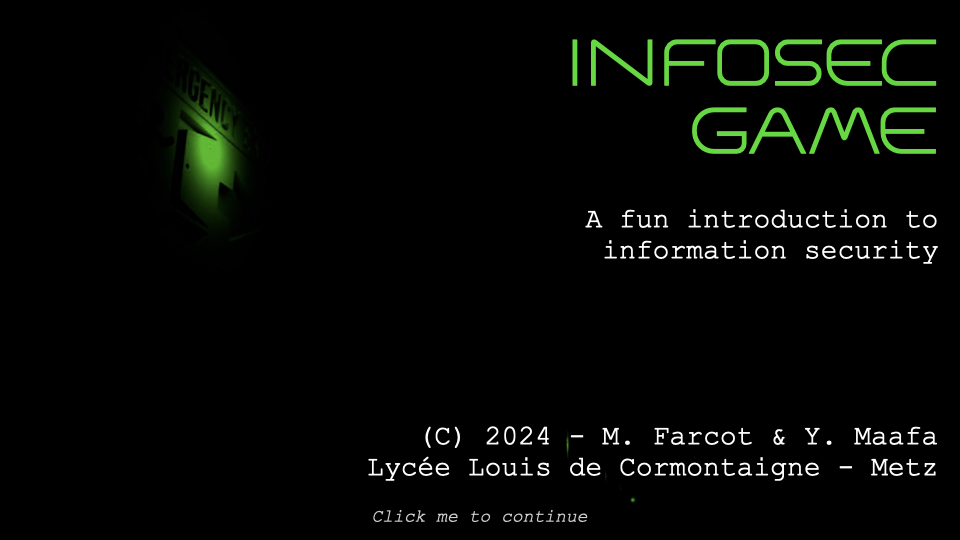 INFOSEC
GAME
A fun introduction to
information security
(C) 2024 - M. Farcot & Y. Maafa
Lycée Louis de Cormontaigne - Metz
Click me to continue